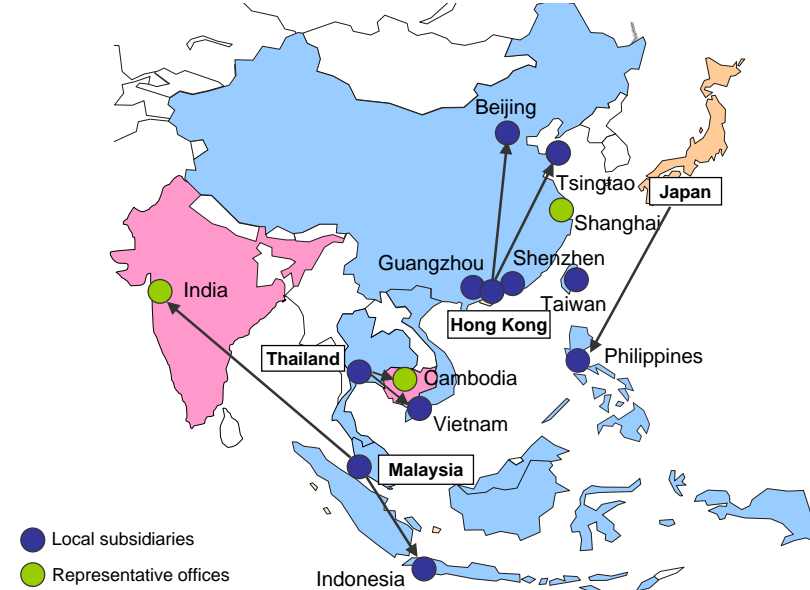 Beijing
Tsingtao
Japan
Shanghai
Guangzhou
Shenzhen
India
Taiwan
Hong Kong
Thailand
Philippines
Cambodia
Vietnam
Malaysia
Local subsidiaries
Representative offices
Indonesia